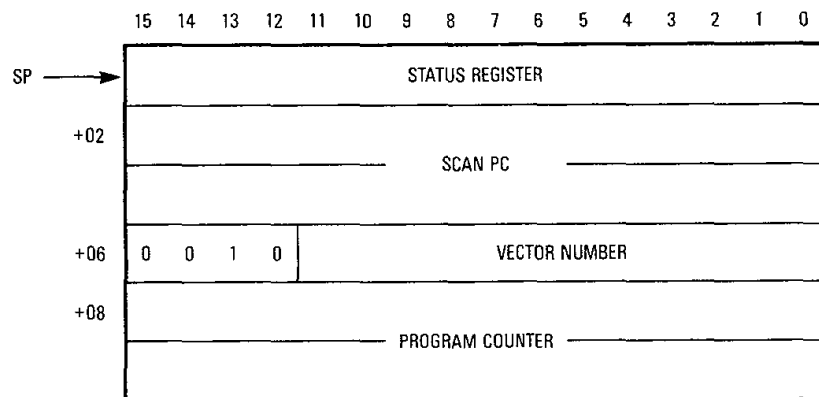 15 14 13 12 11 10 9 8 7 6 5 4 3 2 1 0
SP STATUS REGISTER
+02
SCAN PC
+06 0 0 1 0 VECTOR NUMBER
+08
PROGRAM COUNTER